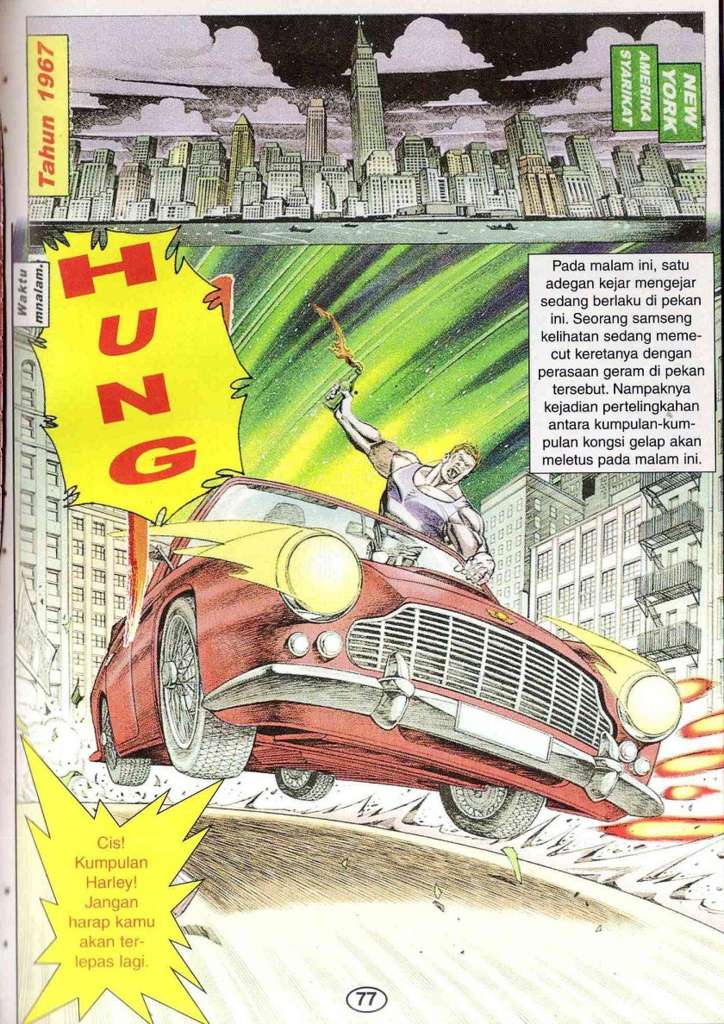 Tahun 1967
NEW
YORK
AMERIKA
SYARIKAT
Waktu
mnalam.
HUNG
Pada malam ini, satu
adegan kejar mengejar
sedang berlaku di pekan
ini. Seorang samseng
kelihatan sedang meme-
cut keretanya dengan
perasaan geram di pekan
tersebut. Nampaknya
kejadian pertelingkahan
antara kumpulan-kum-
pulan kongsi gelap akan
meletus pada malam ini.
Cis!
Kumpulan
Harley!
Jangan
harap kamu
akan ter-
lepas lagi.
77